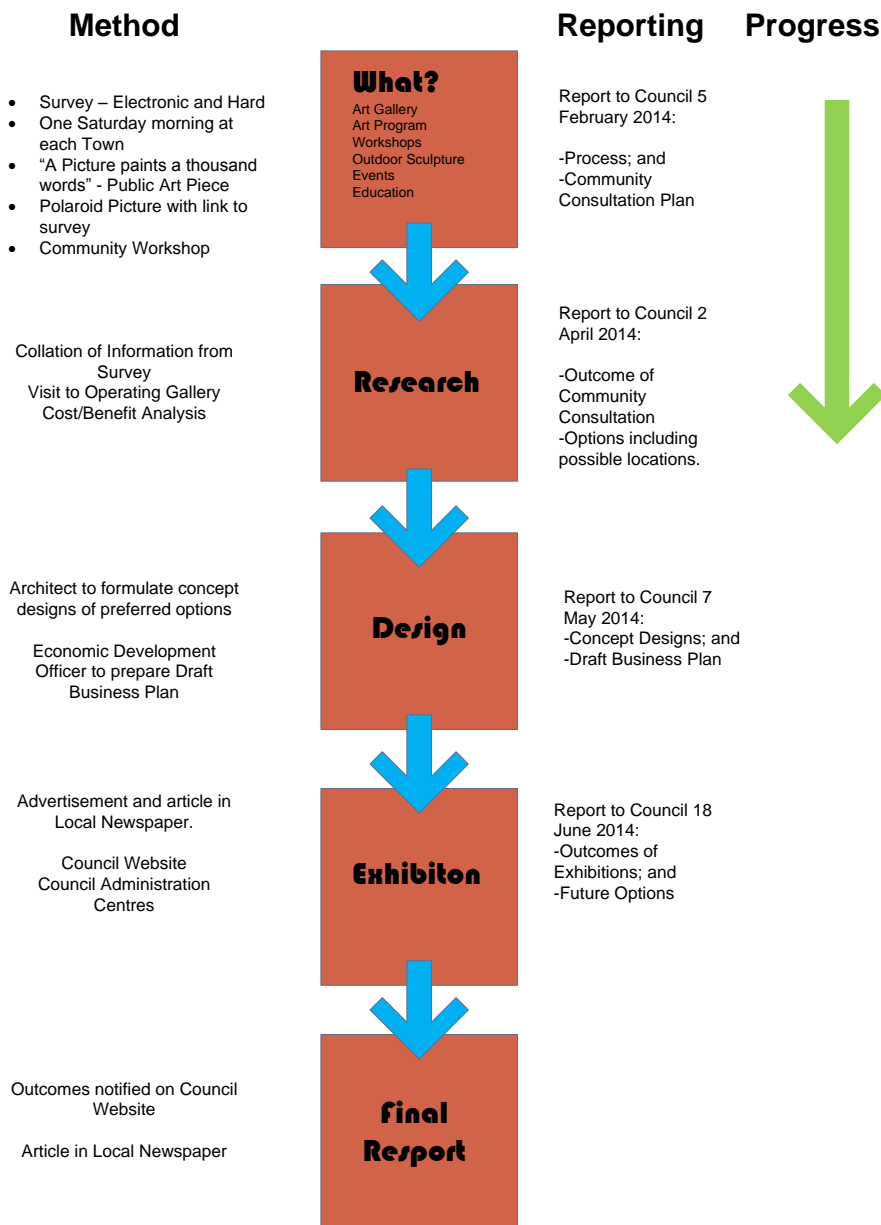 Method
Reporting
Progress
• Survey – Electronic and Hard
• One Saturday morning at
each Town
• “A Picture paints a thousand
words” - Public Art Piece
• Polaroid Picture with link to
survey
• Community Workshop
What?
Art Gallery
Art Program
Workshops
Outdoor Sculpture
Events
Education
Report to Council 5
February 2014:
-Process; and
-Community
Consultation Plan
Collation of Information from
Survey
Visit to Operating Gallery
Cost/Benefit Analysis
Research
Report to Council 2
April 2014:
-Outcome of
Community
Consultation
-Options including
possible locations.
Architect to formulate concept
designs of preferred options
Economic Development
Officer to prepare Draft
Business Plan
Design
Report to Council 7
May 2014:
-Concept Designs; and
-Draft Business Plan
Advertisement and article in
Local Newspaper.
Council Website
Council Administration
Centres
Exhibiton
Report to Council 18
June 2014:
-Outcomes of
Exhibitions; and
-Future Options
Outcomes notified on Council
Website
Article in Local Newspaper
Final
Resport